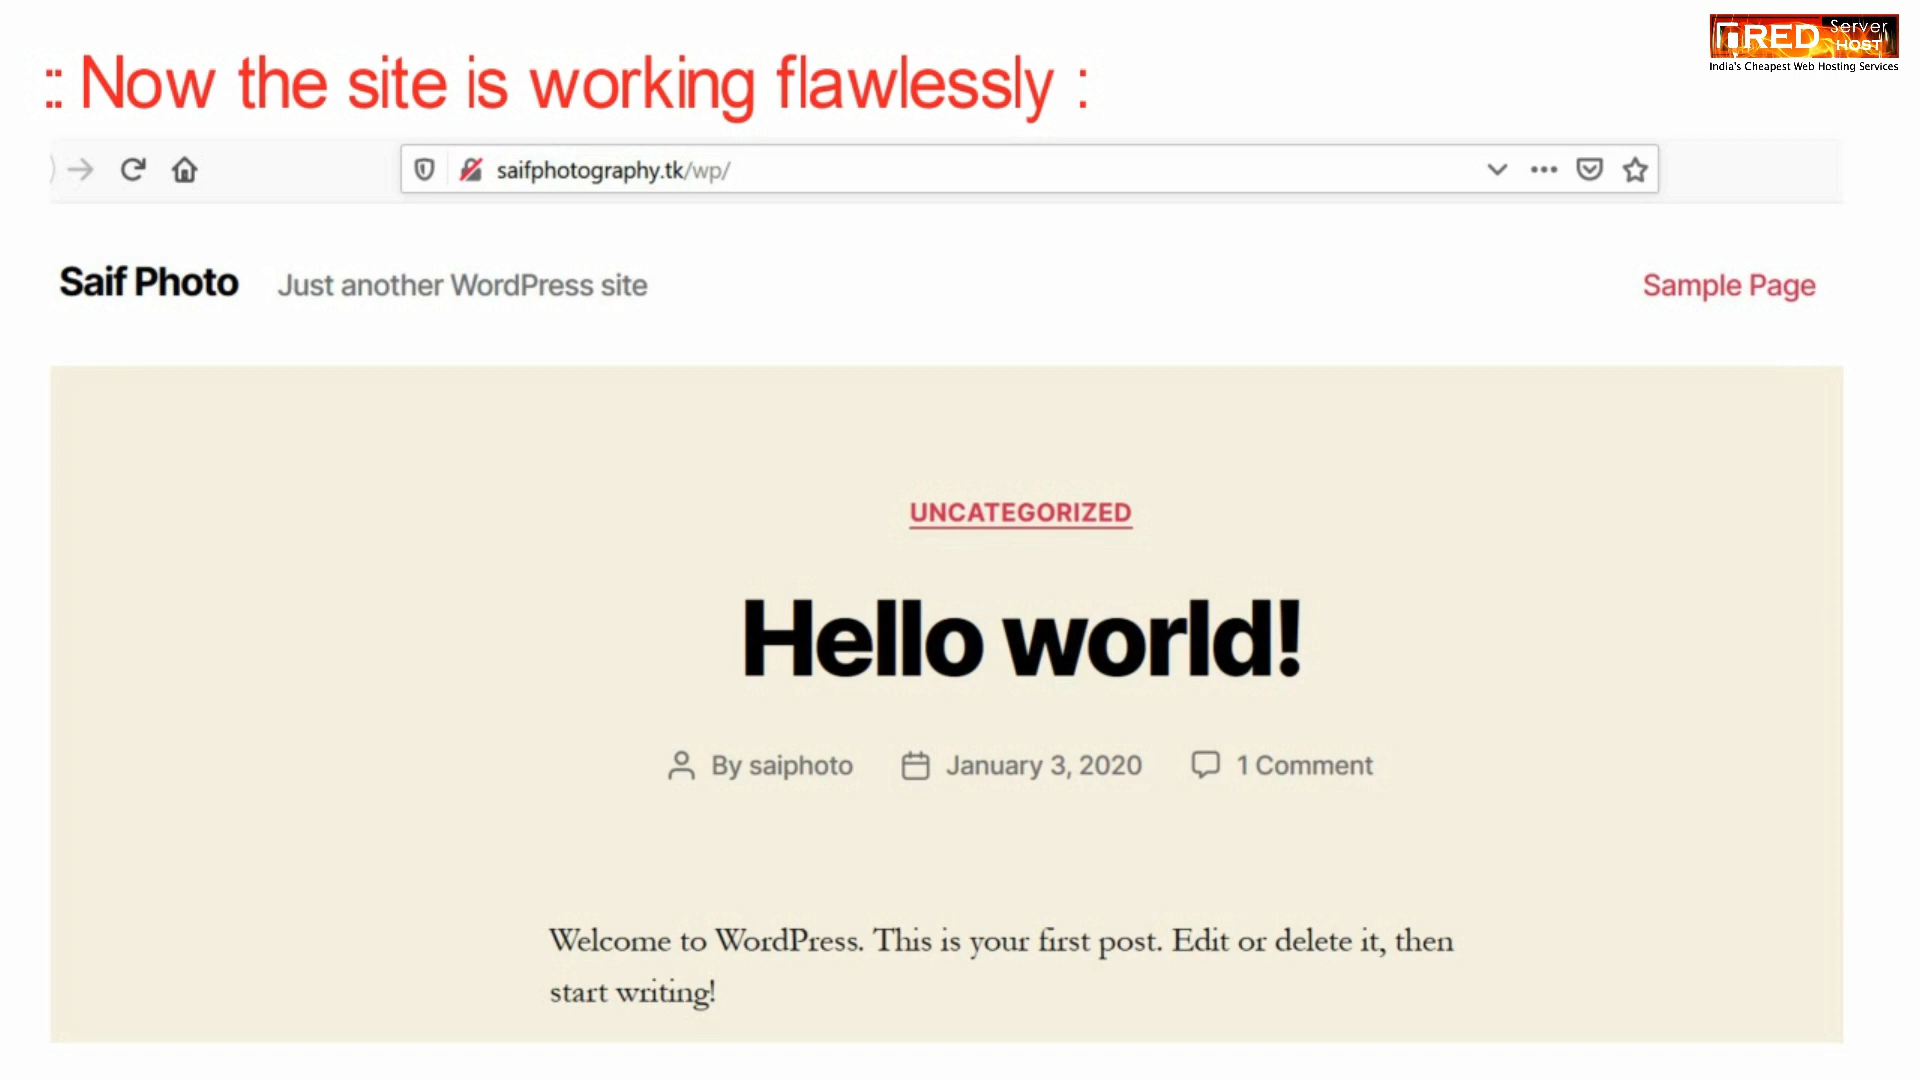 :: Now the site is working flawlessly :
RED Server
HOST
India's Cheapest Web Hosting Services
saifphotography.tk/wp/
Saif Photo Just another WordPress site Sample Page
UNCATEGORIZED
Hello world!
By saiphoto January 3, 2020 1 Comment
Welcome to WordPress. This is your first post. Edit or delete it, then
start writing!